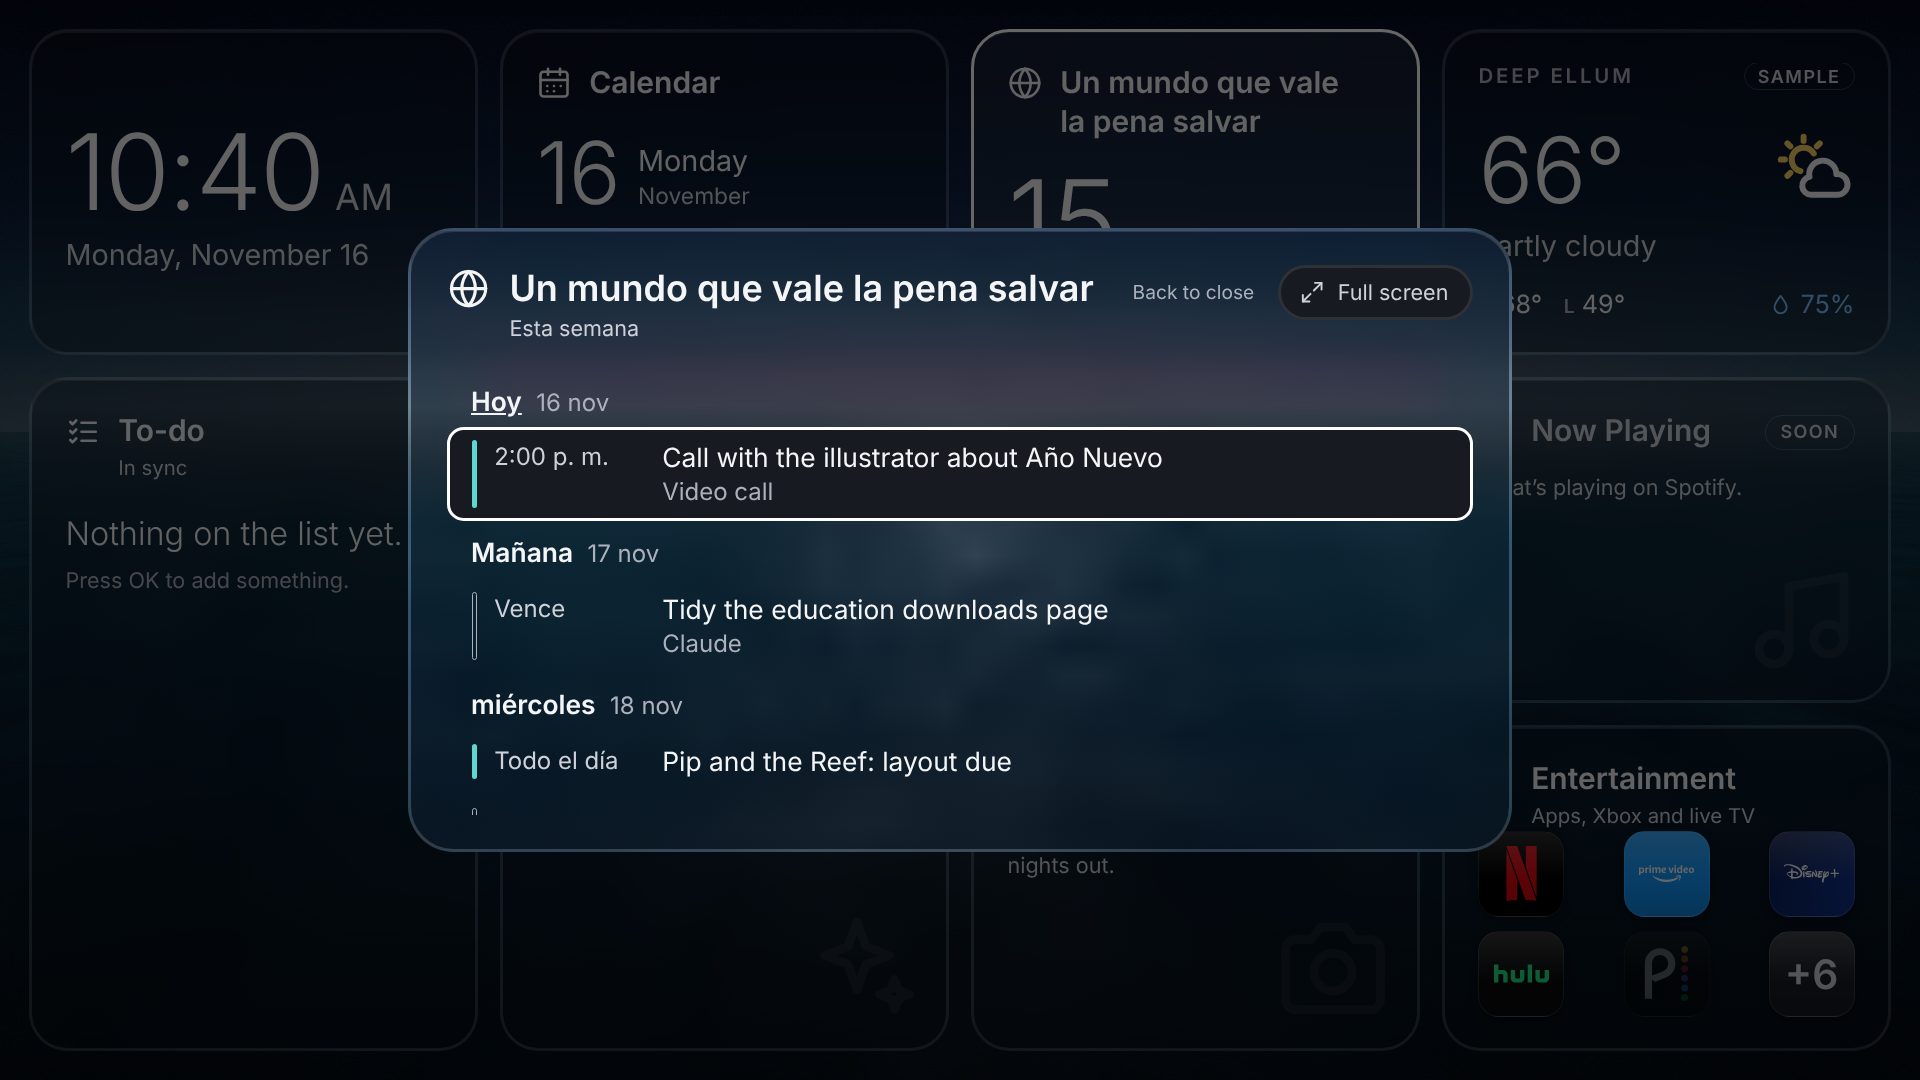 10:40 AM
Monday, November 16
Calendar
16 Monday
November
Un mundo que vale
la pena salvar
15
DEEP ELLUM
SAMPLE
66°
artly cloudy
68° L 49°
75%
Un mundo que vale la pena salvar
Esta semana
Back to close
Full screen
Hoy 16 nov
2:00 p. m. Call with the illustrator about Año Nuevo
Video call
Mañana 17 nov
Vence Tidy the education downloads page
Claude
miércoles 18 nov
Todo el día Pip and the Reef: layout due
To-do
In sync
Nothing on the list yet.
Press OK to add something.
Now Playing
SOON
at's playing on Spotify.
nights out.
Entertainment
Apps, Xbox and live TV
N
prime video
Disney+
hulu
P
+6